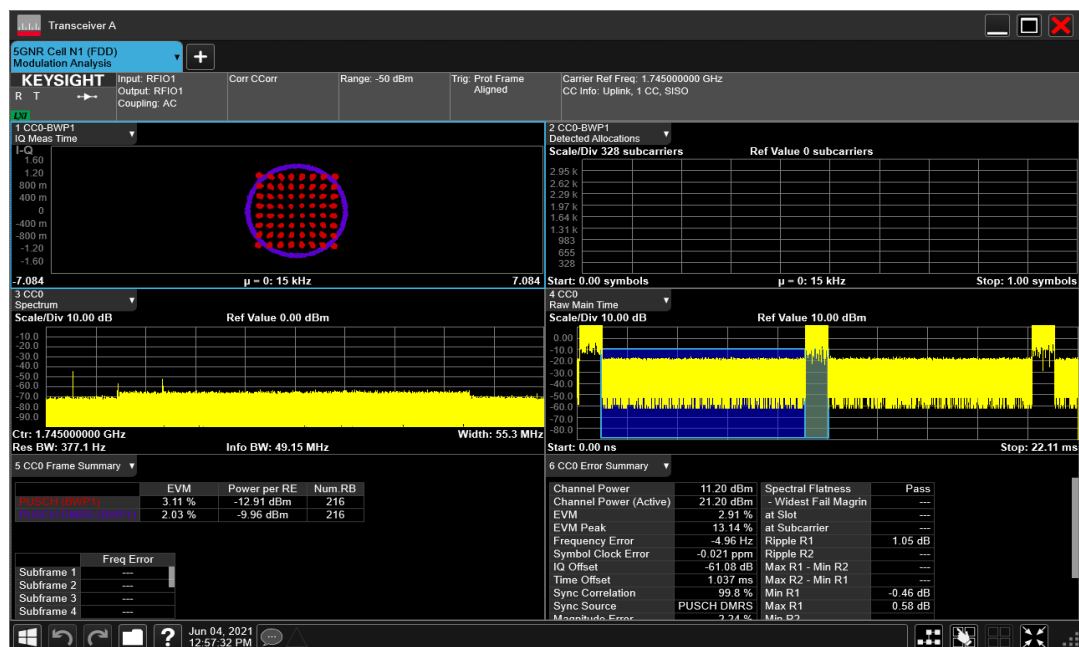 Transceiver A
5GNR Cell N1 (FDD)
Modulation Analysis
+
KEYSIGHT
R T
LXI
Input: RFIO1
Output: RFIO1
Coupling: AC
Corr CCorr
Range: -50 dBm
Trig: Prot Frame
Aligned
Carrier Ref Freq: 1.745000000 GHz
CC Info: Uplink, 1 CC, SISO
1 CC0-BWP1
IQ Meas Time
I-Q
1.60
1.20
800 m
400 m
0
-400 m
-800 m
-1.20
-1.60
-7.084 µ = 0: 15 kHz 7.084
2 CC0-BWP1
Detected Allocations
Scale/Div 328 subcarriers Ref Value 0 subcarriers
2.95 k
2.62 k
2.29 k
1.97 k
1.64 k
1.31 k
983
655
328
Start: 0.00 symbols µ = 0: 15 kHz Stop: 1.00 symbols
3 CC0
Spectrum
Scale/Div 10.00 dB Ref Value 0.00 dBm
-10.0
-20.0
-30.0
-40.0
-50.0
-60.0
-70.0
-80.0
-90.0
Ctr: 1.745000000 GHz Width: 55.3 MHz
Res BW: 377.1 Hz Info BW: 49.15 MHz
4 CC0
Raw Main Time
Scale/Div 10.00 dB Ref Value 10.00 dBm
0.00
-10.0
-20.0
-30.0
-40.0
-50.0
-60.0
-70.0
-80.0
Start: 0.00 ns Stop: 22.11 ms
5 CC0 Frame Summary
EVM Power per RE Num.RB
PUSCH (BWP1) 3.11 % -12.91 dBm 216
PUSCH DMRS (BWP1) 2.03 % -9.96 dBm 216
Freq Error
Subframe 1 ---
Subframe 2 ---
Subframe 3 ---
Subframe 4 ---
6 CC0 Error Summary
Channel Power 11.20 dBm Spectral Flatness Pass
Channel Power (Active) 21.20 dBm - Widest Fail Magrin ---
EVM 2.91 % at Slot ---
EVM Peak 13.14 % at Subcarrier ---
Frequency Error -4.96 Hz Ripple R1 1.05 dB
Symbol Clock Error -0.021 ppm Ripple R2 ---
IQ Offset -61.08 dB Max R1 - Min R2 ---
Time Offset 1.037 ms Max R2 - Min R1 ---
Sync Correlation 99.8 % Min R1 -0.46 dB
Sync Source PUSCH DMRS Max R1 0.58 dB
Magnitude Error 2.24 % Min R2
?
Jun 04, 2021
12:57:32 PM